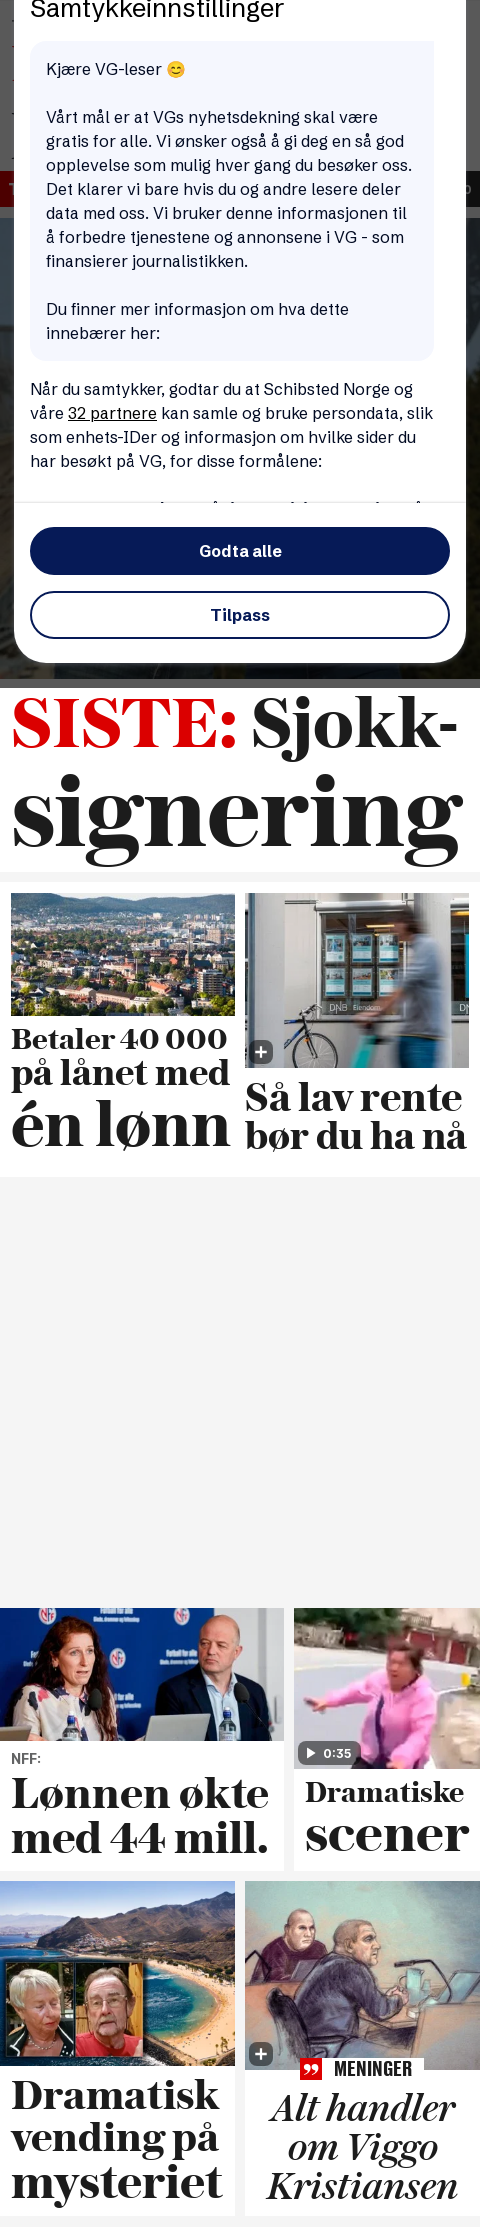 Samtykkeinnstillinger
Kjære VG-leser 😊
Vårt mål er at VGs nyhetsdekning skal være
gratis for alle. Vi ønsker også å gi deg en så god
opplevelse som mulig hver gang du besøker oss.
Det klarer vi bare hvis du og andre lesere deler
data med oss. Vi bruker denne informasjonen til
å forbedre tjenestene og annonsene i VG - som
finansierer journalistikken.
Du finner mer informasjon om hva dette
innebærer her:
Når du samtykker, godtar du at Schibsted Norge og
våre 32 partnere kan samle og bruke persondata, slik
som enhets-IDer og informasjon om hvilke sider du
har besøkt på VG, for disse formålene:
Godta alle
Tilpass
SISTE: Sjokk-
signering
DNB Eiendom
DNB
Betaler 40 000
på lånet med
én lønn
Så lav rente
bør du ha nå
Fotball for alle
NFF:
Lønnen økte
med 44 mill.
0:35
Dramatiske
scener
Dramatisk
vending på
mysteriet
MENINGER
Alt handler
om Viggo
Kristiansen